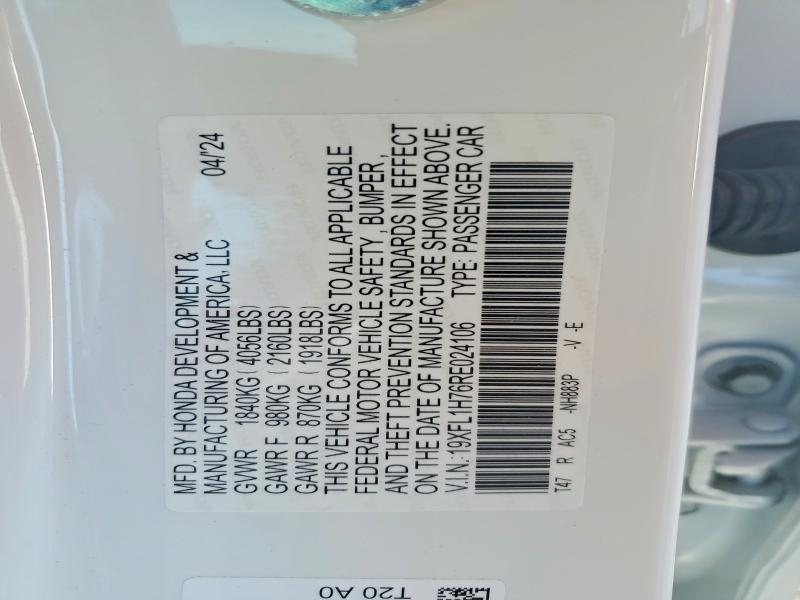 MFD. BY HONDA DEVELOPMENT &
MANUFACTURING OF AMERICA, LLC 04/'24
GVWR 1840KG ( 4056LBS)
GAWR F 980KG ( 2160LBS)
GAWR R 870KG ( 1918LBS)
THIS VEHICLE CONFORMS TO ALL APPLICABLE
FEDERAL MOTOR VEHICLE SAFETY , BUMPER ,
AND THEFT PREVENTION STANDARDS IN EFFECT
ON THE DATE OF MANUFACTURE SHOWN ABOVE.
V.I.N.: 19XFL1H76RE024106 TYPE: PASSENGER CAR
T47 R AC5 -NH883P -V -E
T20 A0